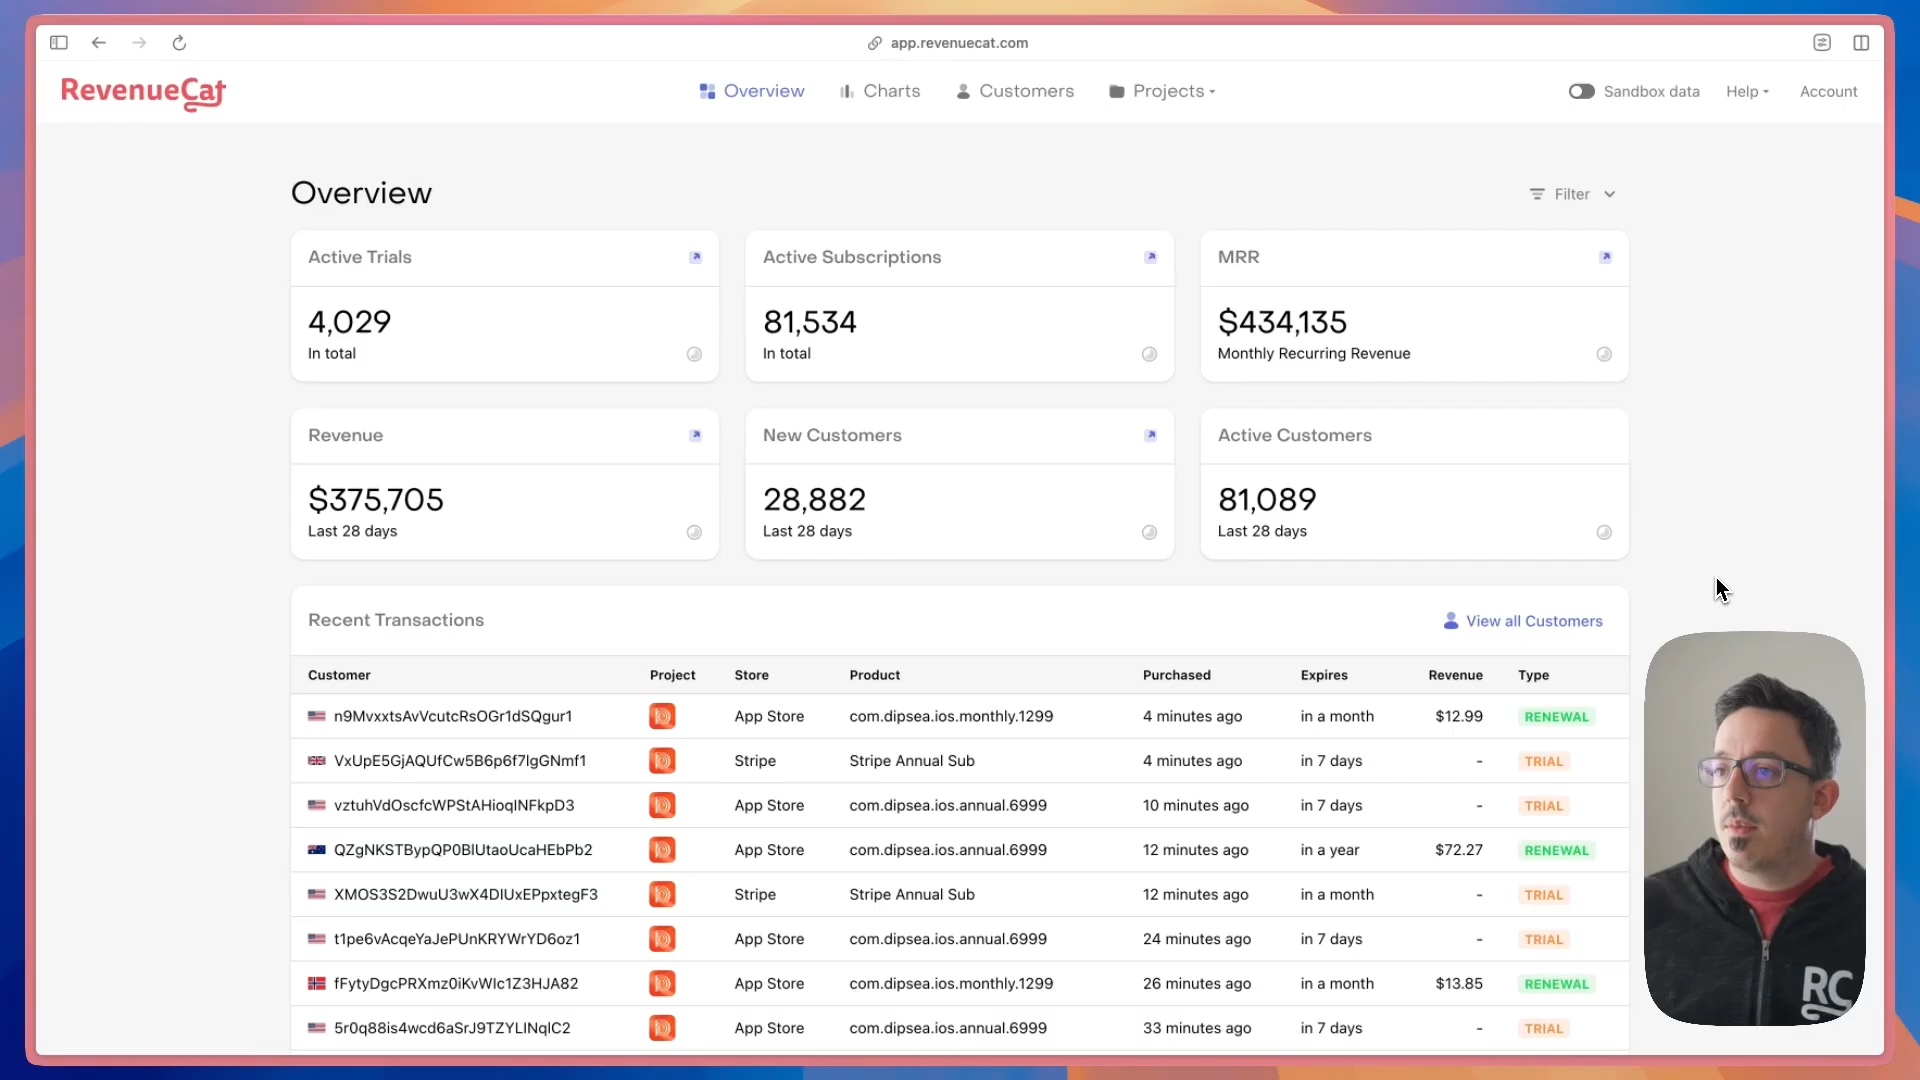 app.revenuecat.com
RevenueCat
Overview
Charts
Customers
Projects
Sandbox data
Help
Account
Overview
Filter
Active Trials
4,029
In total
Active Subscriptions
81,534
In total
MRR
$434,135
Monthly Recurring Revenue
Revenue
$375,705
Last 28 days
New Customers
28,882
Last 28 days
Active Customers
81,089
Last 28 days
Recent Transactions
View all Customers
Customer Project Store Product Purchased Expires Revenue Type
n9MvxxtsAvVcutcRsOGr1dSQgur1 App Store com.dipsea.ios.monthly.1299 4 minutes ago in a month $12.99 RENEWAL
VxUpE5GjAQUfCw5B6p6f7lgGNmf1 Stripe Stripe Annual Sub 4 minutes ago in 7 days - TRIAL
vztuhVdOscfcWPStAHioqINFkpD3 App Store com.dipsea.ios.annual.6999 10 minutes ago in 7 days - TRIAL
QZgNKSTBypQP0BlUtaoUcaHEbPb2 App Store com.dipsea.ios.annual.6999 12 minutes ago in a year $72.27 RENEWAL
XMOS3S2DwuU3wX4DIUxEPpxtegF3 Stripe Stripe Annual Sub 12 minutes ago in a month - TRIAL
t1pe6vAcqeYaJePUnKRYWrYD6oz1 App Store com.dipsea.ios.annual.6999 24 minutes ago in 7 days - TRIAL
fFytyDgcPRXmz0iKvWIc1Z3HJA82 App Store com.dipsea.ios.monthly.1299 26 minutes ago in a month $13.85 RENEWAL
5r0q88is4wcd6aSrJ9TZYLINqlC2 App Store com.dipsea.ios.annual.6999 33 minutes ago in 7 days - TRIAL
RC